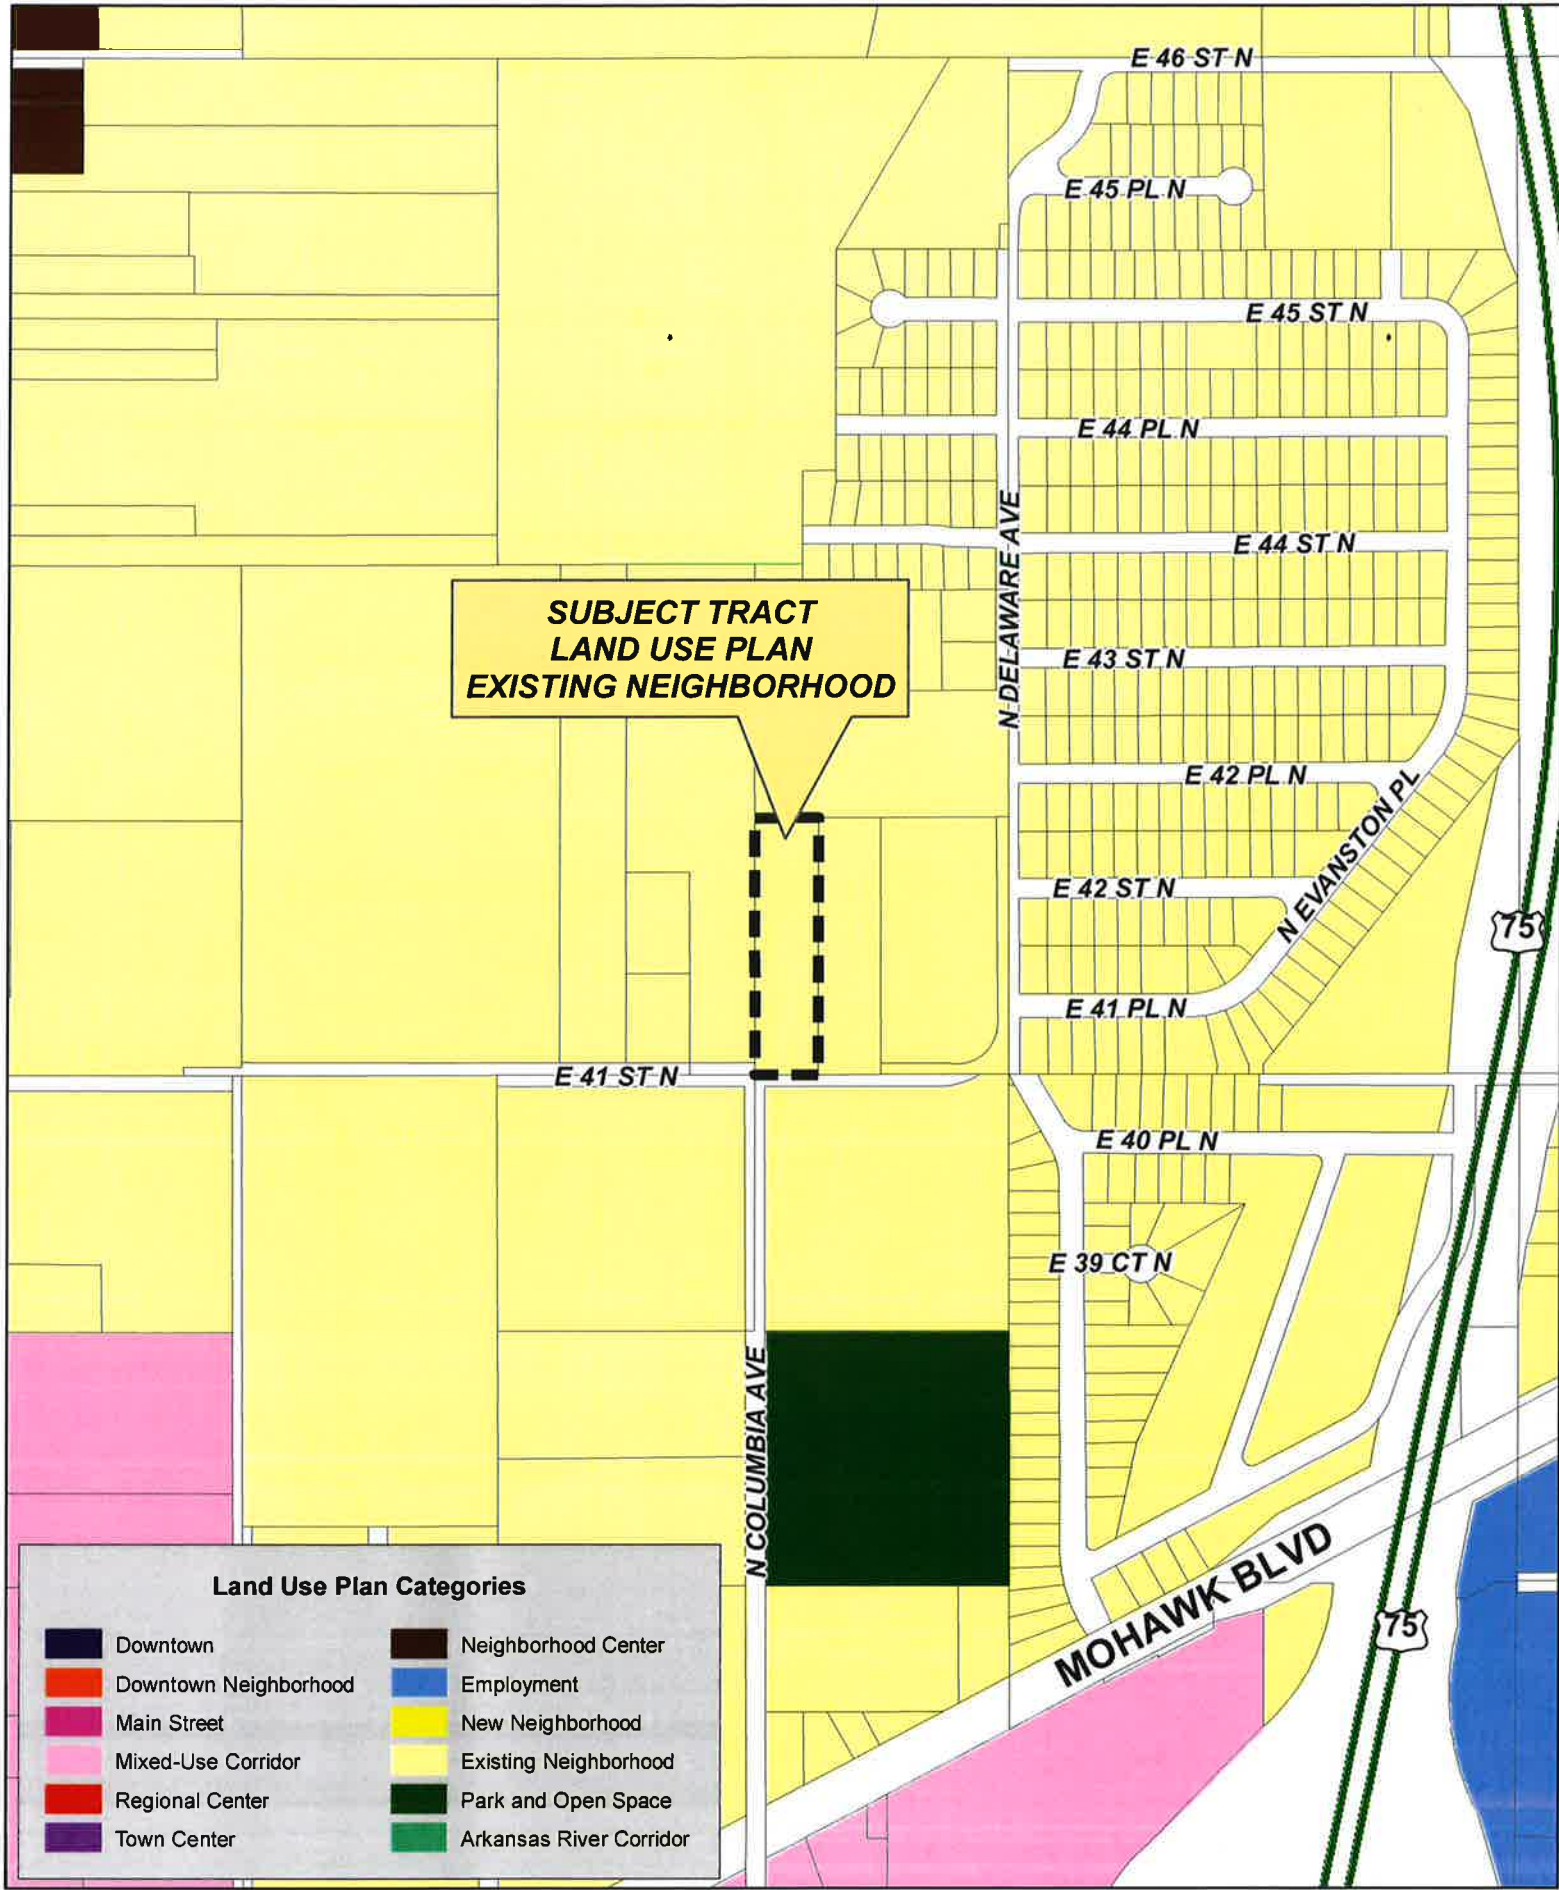 E 46 ST N
E 45 PL N
E 45 ST N
E 44 PL N
N DELAWARE AVE
E 44 ST N
SUBJECT TRACT
LAND USE PLAN
EXISTING NEIGHBORHOOD
E 43 ST N
E 42 PL N
N EVANSTON PL
E 42 ST N
75
E 41 PL N
E 41 ST N
E 40 PL N
E 39 CT N
N COLUMBIA AVE
MOHAWK BLVD
75
Land Use Plan Categories
Downtown
Downtown Neighborhood
Main Street
Mixed-Use Corridor
Regional Center
Town Center
Neighborhood Center
Employment
New Neighborhood
Existing Neighborhood
Park and Open Space
Arkansas River Corridor